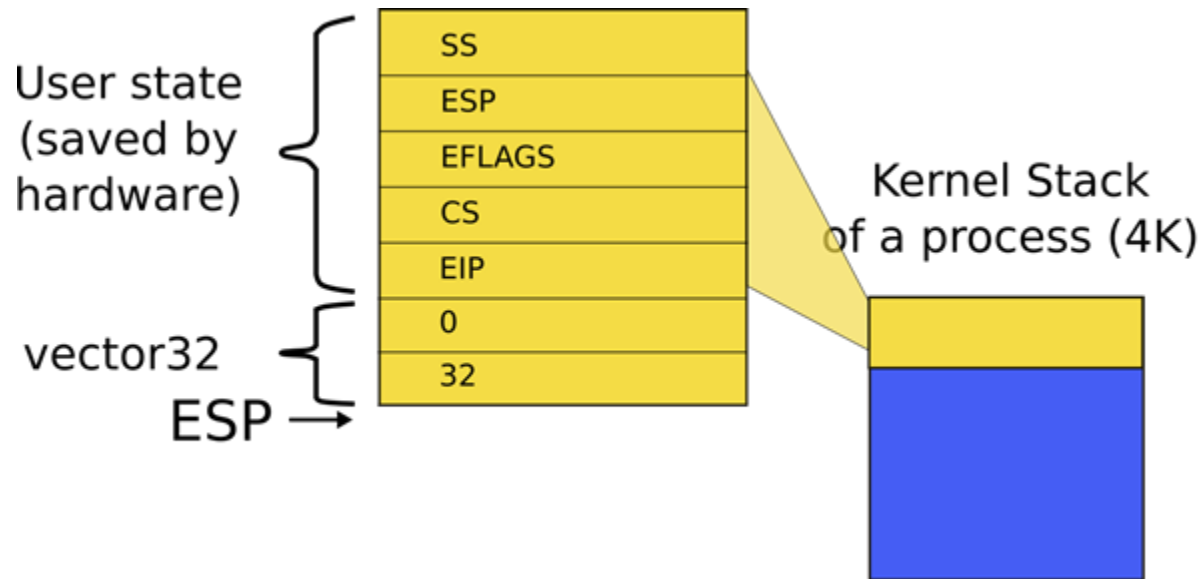 User state
(saved by
hardware)
vector32
ESP
SS
ESP
EFLAGS
CS
EIP
0
32
Kernel Stack
of a process (4K)